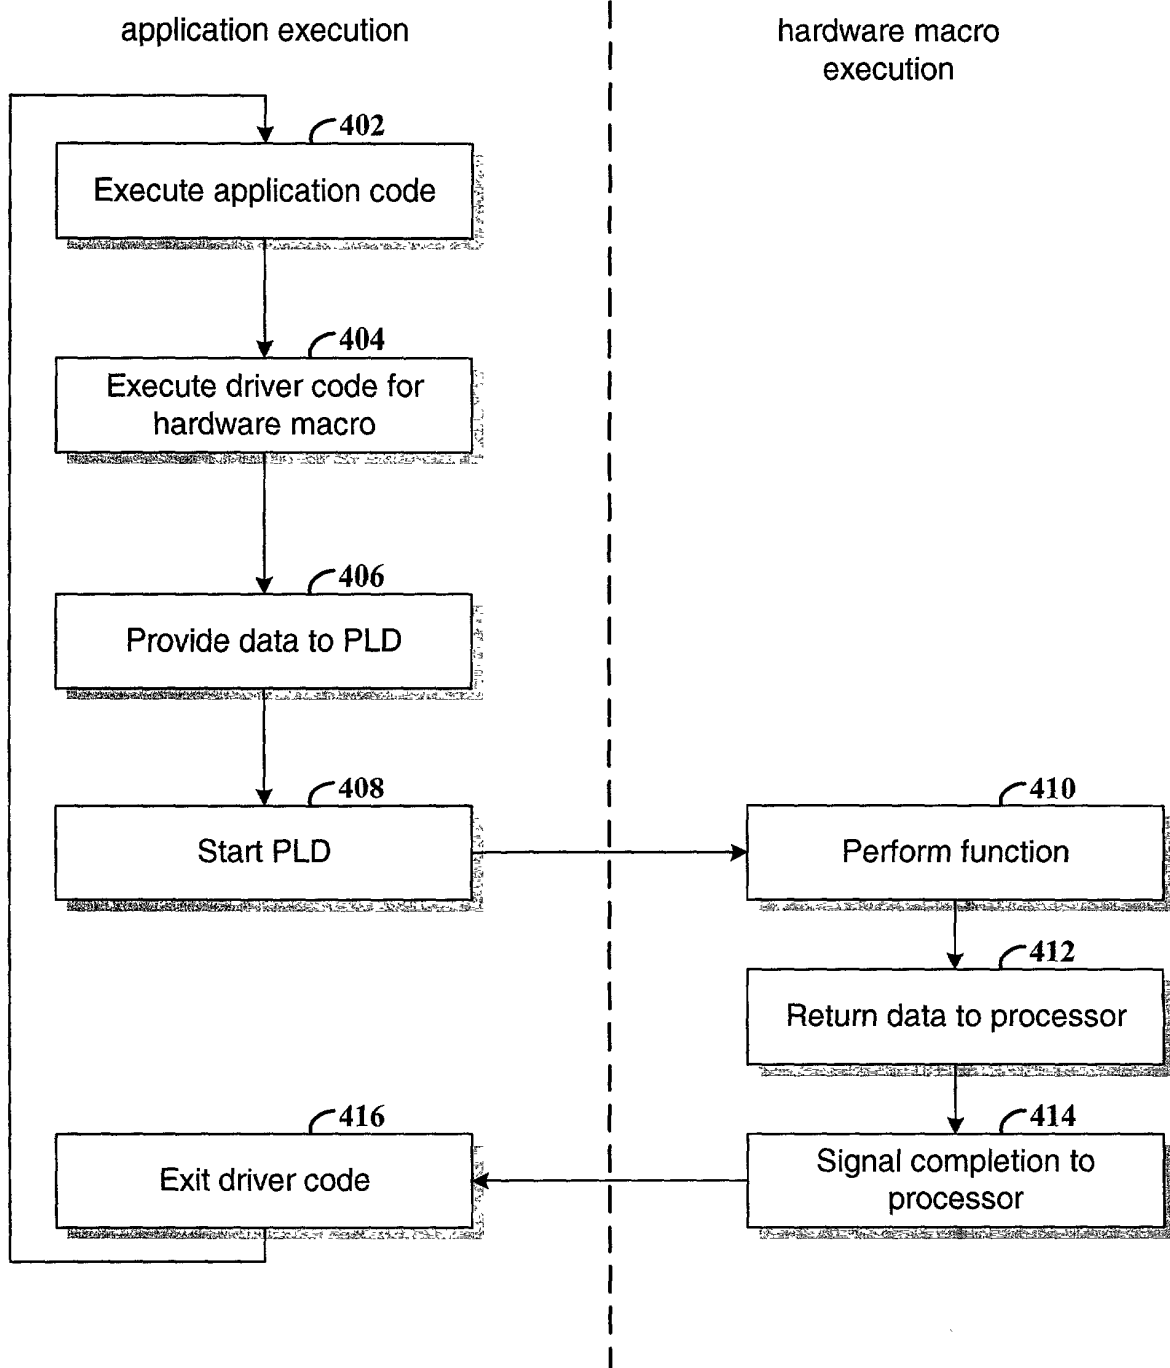 application execution
hardware macro
execution
402
Execute application code
404
Execute driver code for
hardware macro
406
Provide data to PLD
408
Start PLD
410
Perform function
412
Return data to processor
414
Signal completion to
processor
416
Exit driver code